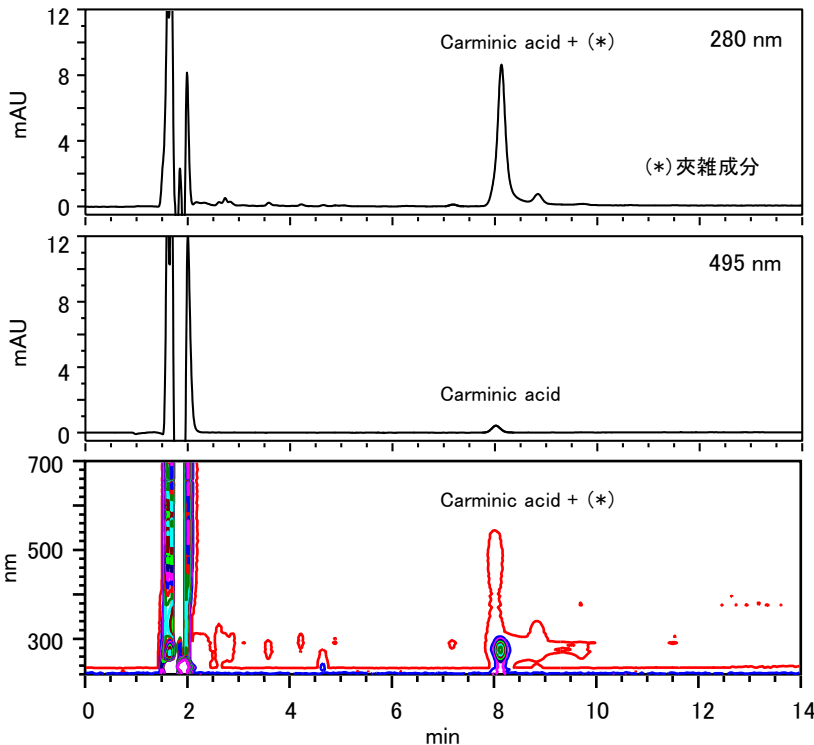 12
8
4
0
mAU
Carminic acid + (*)
280 nm
(*)夾雑成分
12
8
4
0
mAU
495 nm
Carminic acid
700
500
300
nm
Carminic acid + (*)
0 2 4 6 8 10 12 14
min